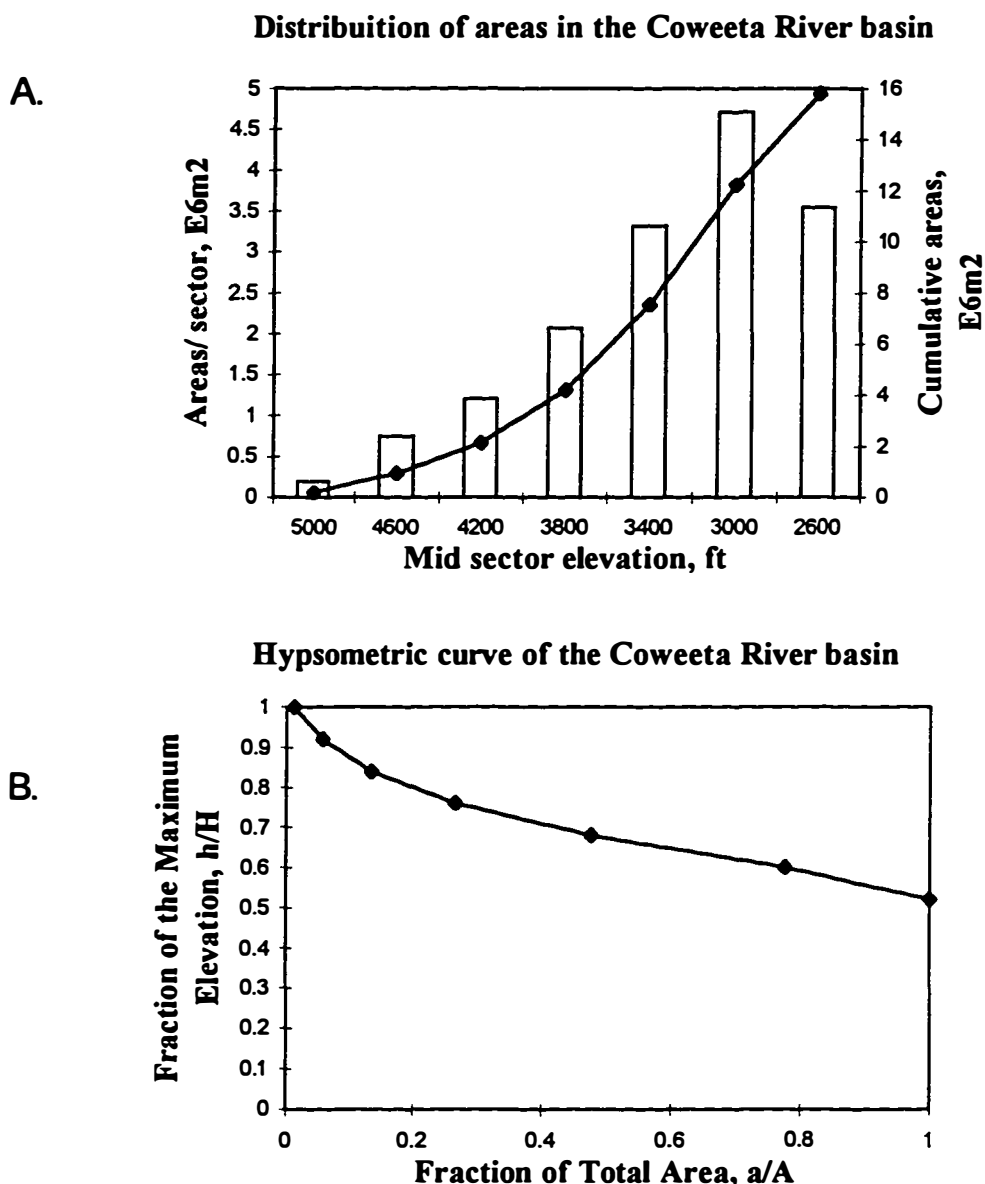 Distribuition of areas in the Coweeta River basin
A.
Areas/ sector, E6m2
5
4.5
4
3.5
3
2.5
2
1.5
1
0.5
0
16
14
12
10
8
6
4
2
0
Cumulative areas,
E6m2
5000 4600 4200 3800 3400 3000 2600
Mid sector elevation, ft
Hypsometric curve of the Coweeta River basin
B.
Fraction of the Maximum
Elevation, h/H
1
0.9
0.8
0.7
0.6
0.5
0.4
0.3
0.2
0.1
0
0 0.2 0.4 0.6 0.8 1
Fraction of Total Area, a/A